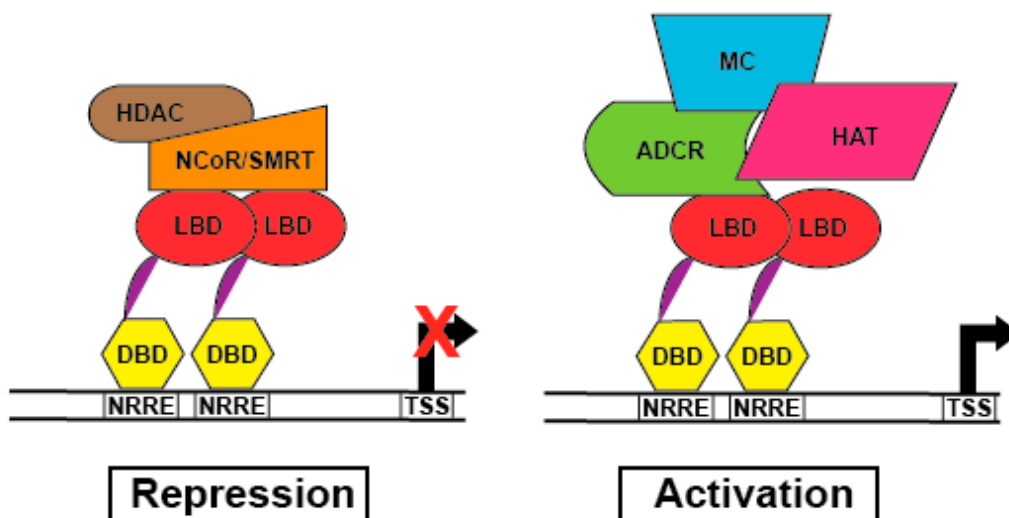 HDAC
NCoR/SMRT
LBD LBD
DBD DBD
X
NRRE NRRE TSS
Repression
MC
ADCR HAT
LBD LBD
DBD DBD
NRRE NRRE TSS
Activation